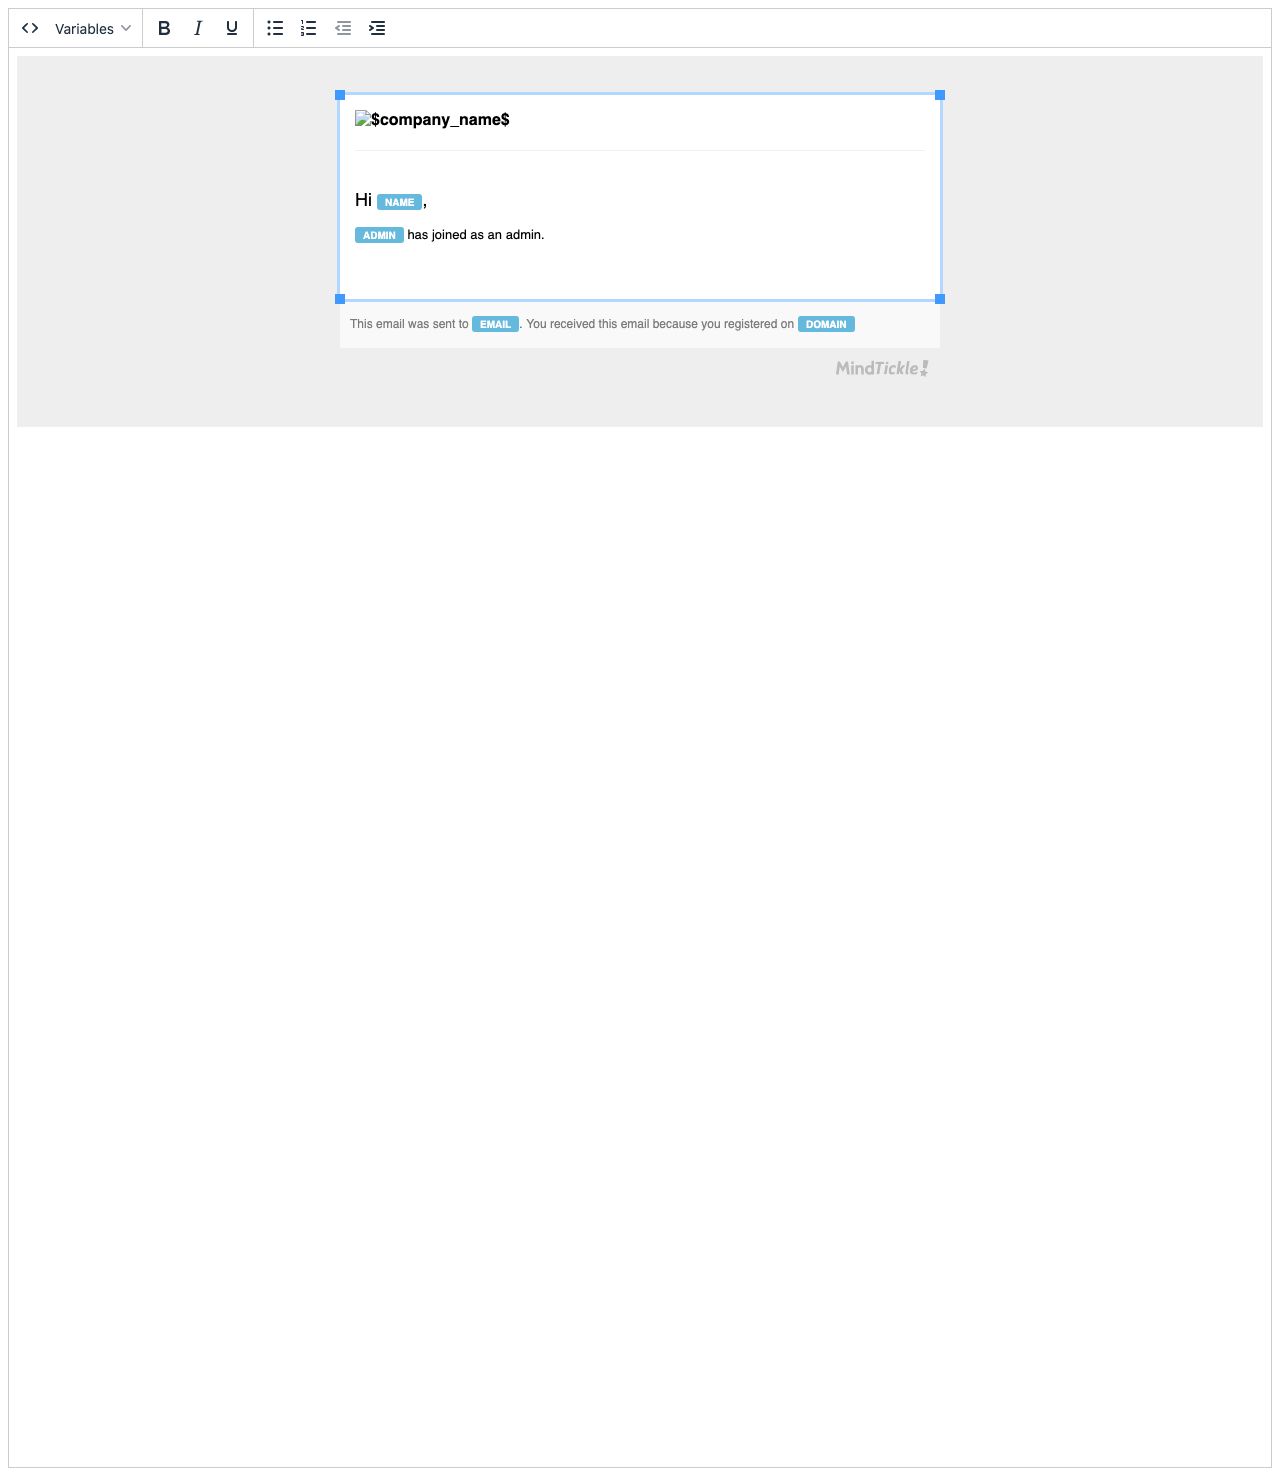 Variables B I U
$company_name$
Hi NAME,
ADMIN has joined as an admin.
This email was sent to EMAIL. You received this email because you registered on DOMAIN
MindTickle!